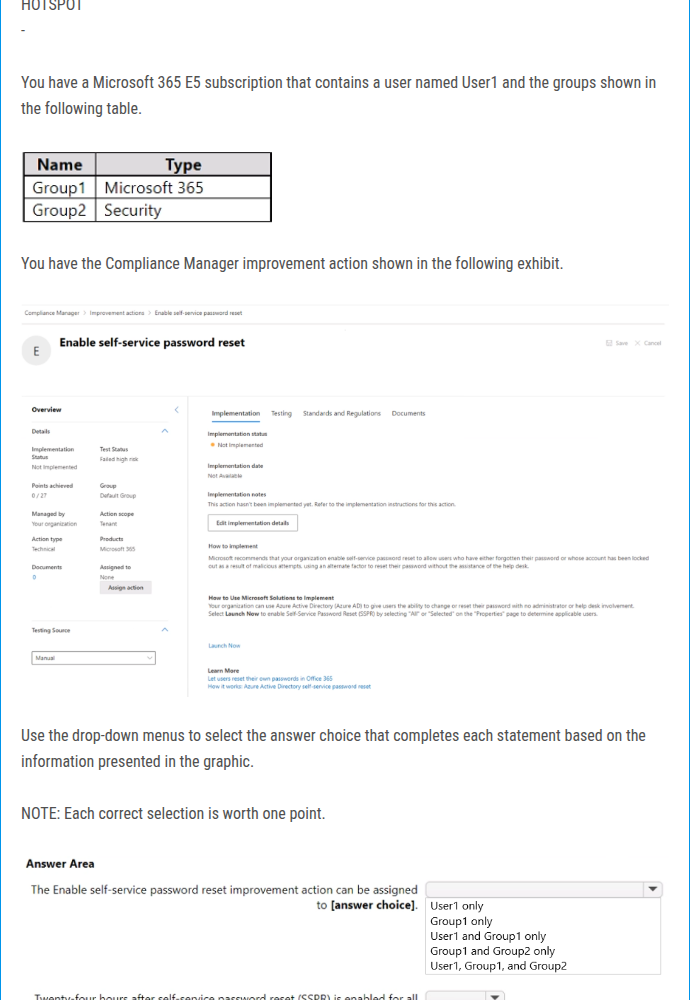 HOTSPOT
-
You have a Microsoft 365 E5 subscription that contains a user named User1 and the groups shown in
the following table.
Name Type
Group1 Microsoft 365
Group2 Security
You have the Compliance Manager improvement action shown in the following exhibit.
Compliance Manager > Improvement actions > Enable self-service password reset
E Enable self-service password reset
Save Cancel
Overview
Details
Implementation Status
Not Implemented
Test Status
Failed high risk
Points achieved
0 / 27
Group
Default Group
Managed by
Your organization
Action scope
Tenant
Action type
Technical
Products
Microsoft 365
Documents
0
Assigned to
None
Assign action
Testing Source
Manual
Implementation Testing Standards and Regulations Documents
Implementation status
Not Implemented
Implementation date
Not Available
Implementation notes
This action hasn't been implemented yet. Refer to the implementation instructions for this action.
Edit implementation details
How to Implement
Microsoft recommends that your organization enable self-service password reset to allow users who have either forgotten their password or whose account has been locked
out as a result of malicious attempts, using an alternate factor to reset their password without the assistance of the help desk.
How to Use Microsoft Solutions to Implement
Your organization can use Azure Active Directory (Azure AD) to give users the ability to change or reset their password with no administrator or help desk involvement.
Select Launch Now to enable Self-Service Password Reset (SSPR) by selecting "All" or "Selected" on the "Properties" page to determine applicable users.
Launch Now
Learn More
Let users reset their own passwords in Office 365
How it works: Azure Active Directory self-service password reset
Use the drop-down menus to select the answer choice that completes each statement based on the
information presented in the graphic.
NOTE: Each correct selection is worth one point.
Answer Area
The Enable self-service password reset improvement action can be assigned
to [answer choice].
User1 only
Group1 only
User1 and Group1 only
Group1 and Group2 only
User1, Group1, and Group2
Twenty-four hours after self-service password reset (SSPR) is enabled for all